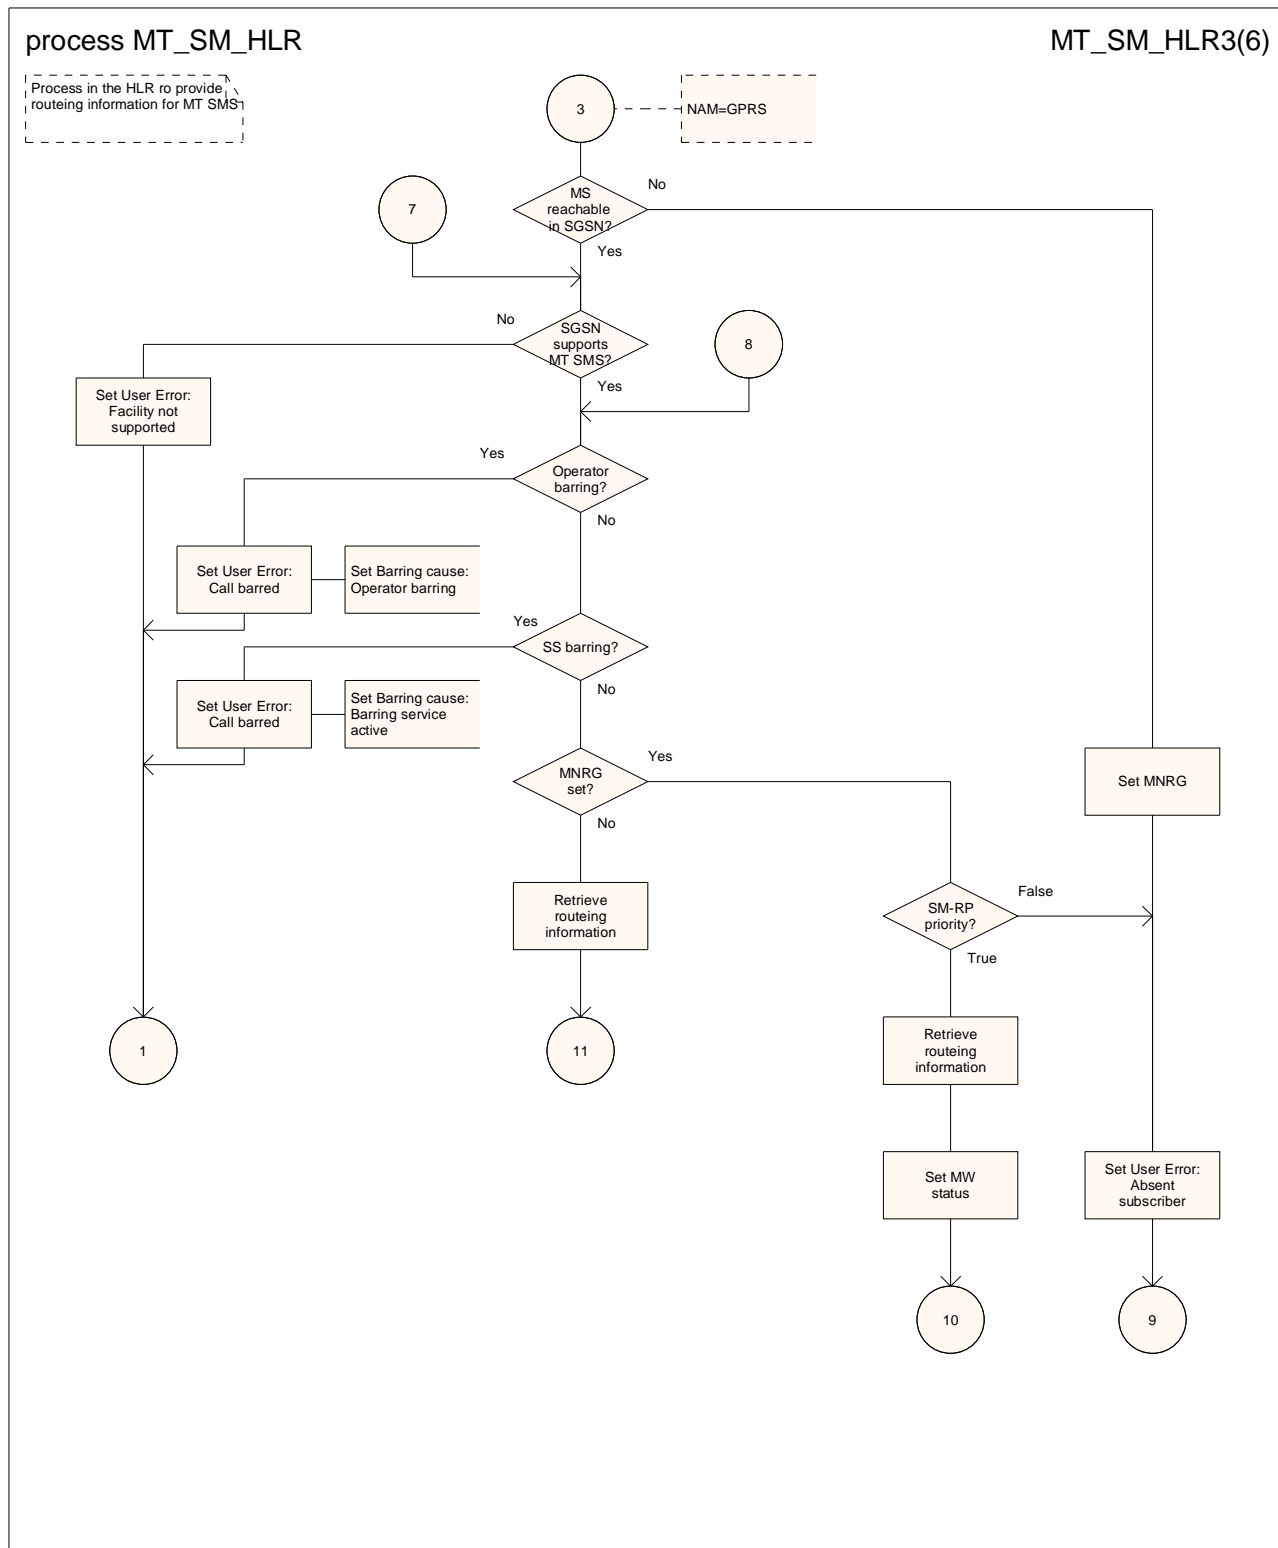 process MT_SM_HLR
MT_SM_HLR3(6)
Process in the HLR ro provide
routeing information for MT SMS
3
NAM=GPRS
MS
reachable
in SGSN?
No
Yes
7
SGSN
supports
MT SMS?
No
Yes
8
Set User Error:
Facility not
supported
Operator
barring?
Yes
No
Set User Error:
Call barred
Set Barring cause:
Operator barring
SS barring?
Yes
No
Set User Error:
Call barred
Set Barring cause:
Barring service
active
MNRG
set?
Yes
No
Set MNRG
Retrieve
routeing
information
SM-RP
priority?
False
True
1
11
Retrieve
routeing
information
Set MW
status
Set User Error:
Absent
subscriber
10
9